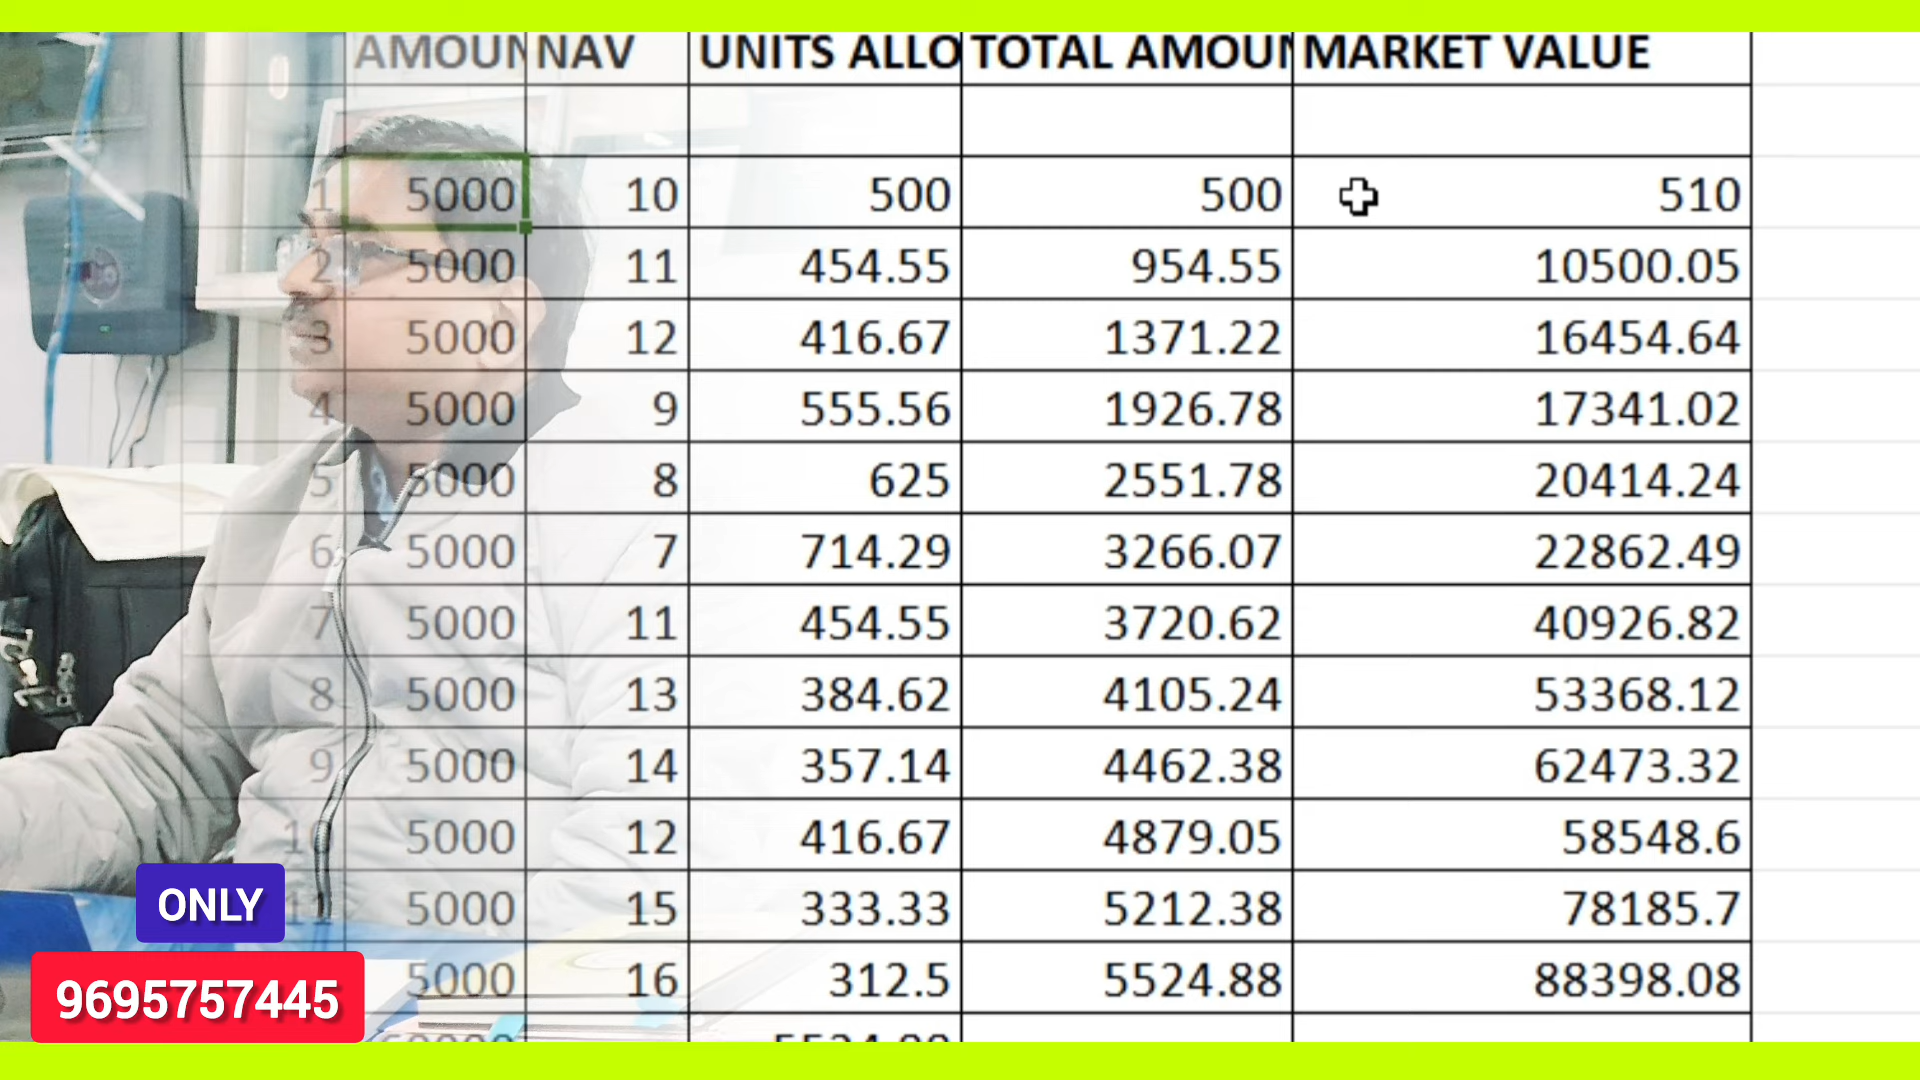 AMOUN NAV UNITS ALLO TOTAL AMOUN MARKET VALUE
1 5000 10 500 500 510
2 5000 11 454.55 954.55 10500.05
3 5000 12 416.67 1371.22 16454.64
4 5000 9 555.56 1926.78 17341.02
5 5000 8 625 2551.78 20414.24
6 5000 7 714.29 3266.07 22862.49
7 5000 11 454.55 3720.62 40926.82
8 5000 13 384.62 4105.24 53368.12
9 5000 14 357.14 4462.38 62473.32
10 5000 12 416.67 4879.05 58548.6
11 5000 15 333.33 5212.38 78185.7
5000 16 312.5 5524.88 88398.08
ONLY
9695757445